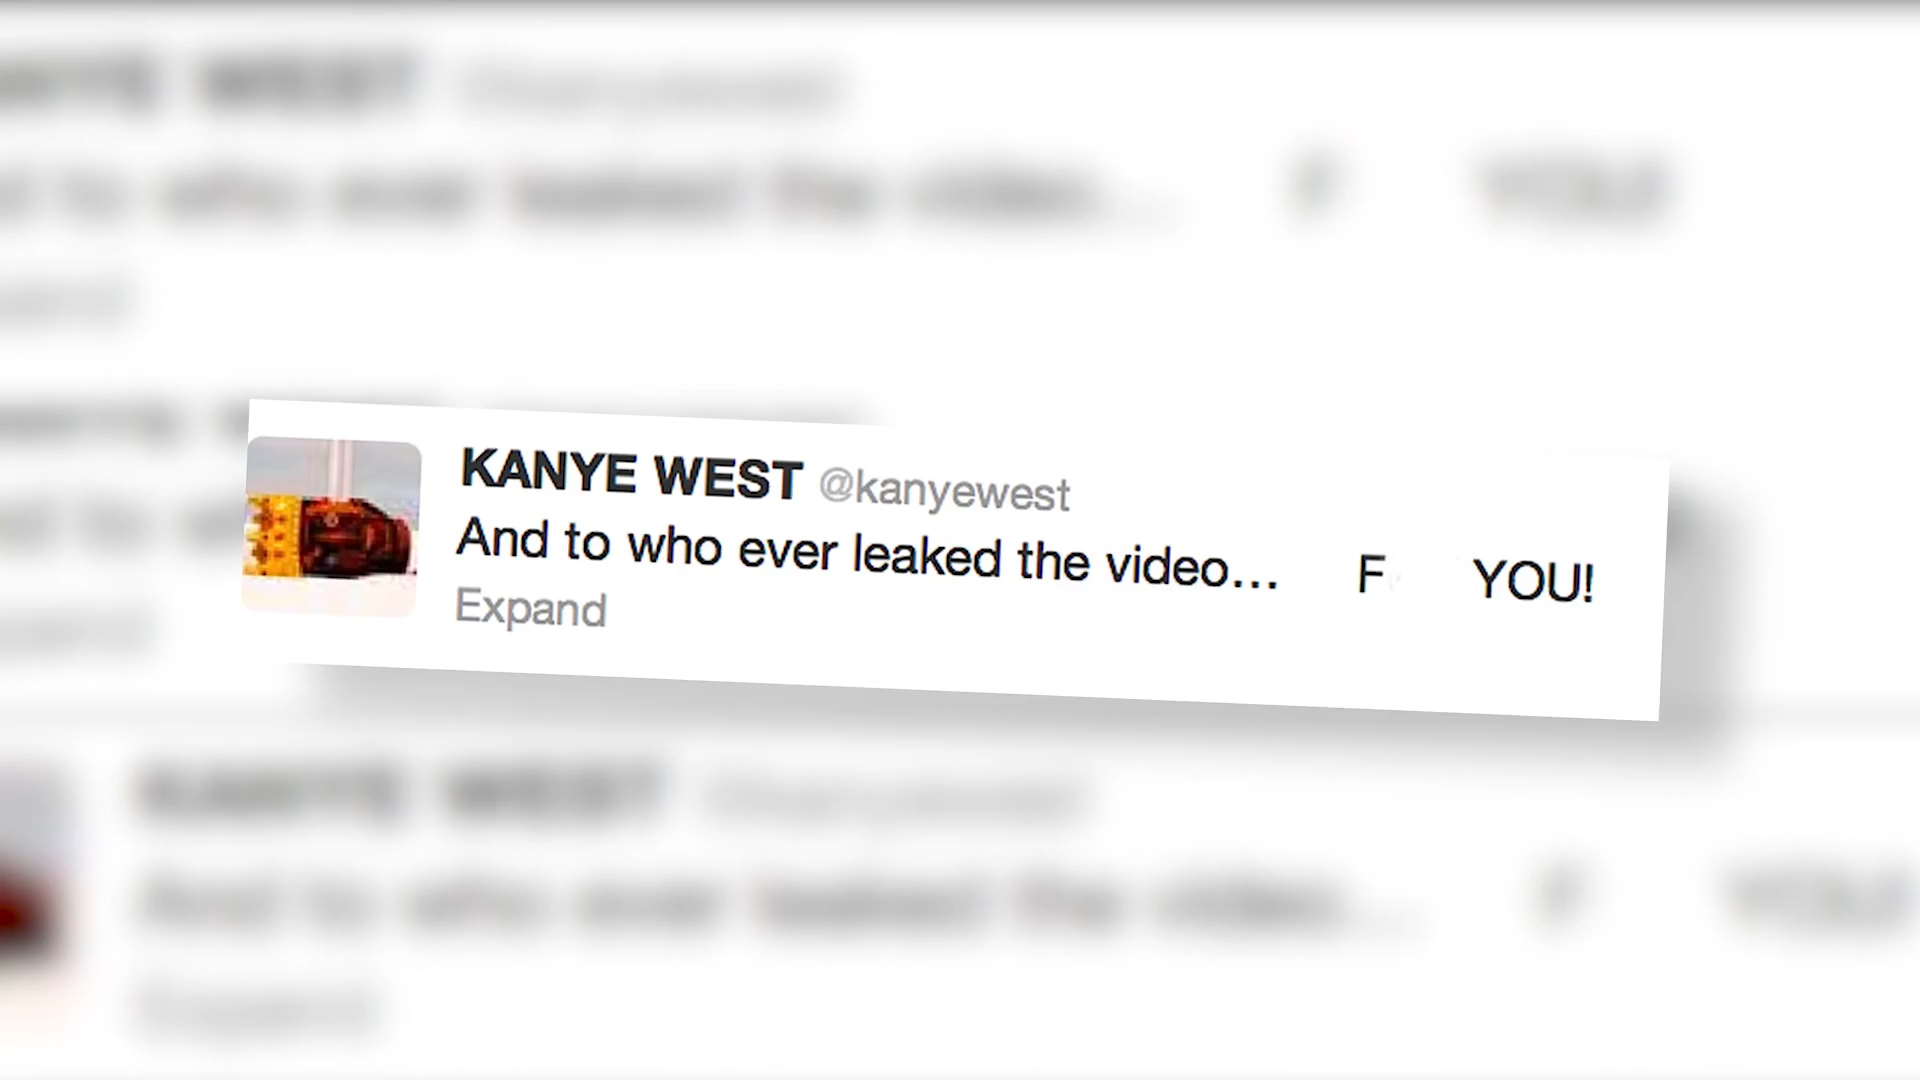 KANYE WEST @kanyewest
And to who ever leaked the video... F YOU!
Expand